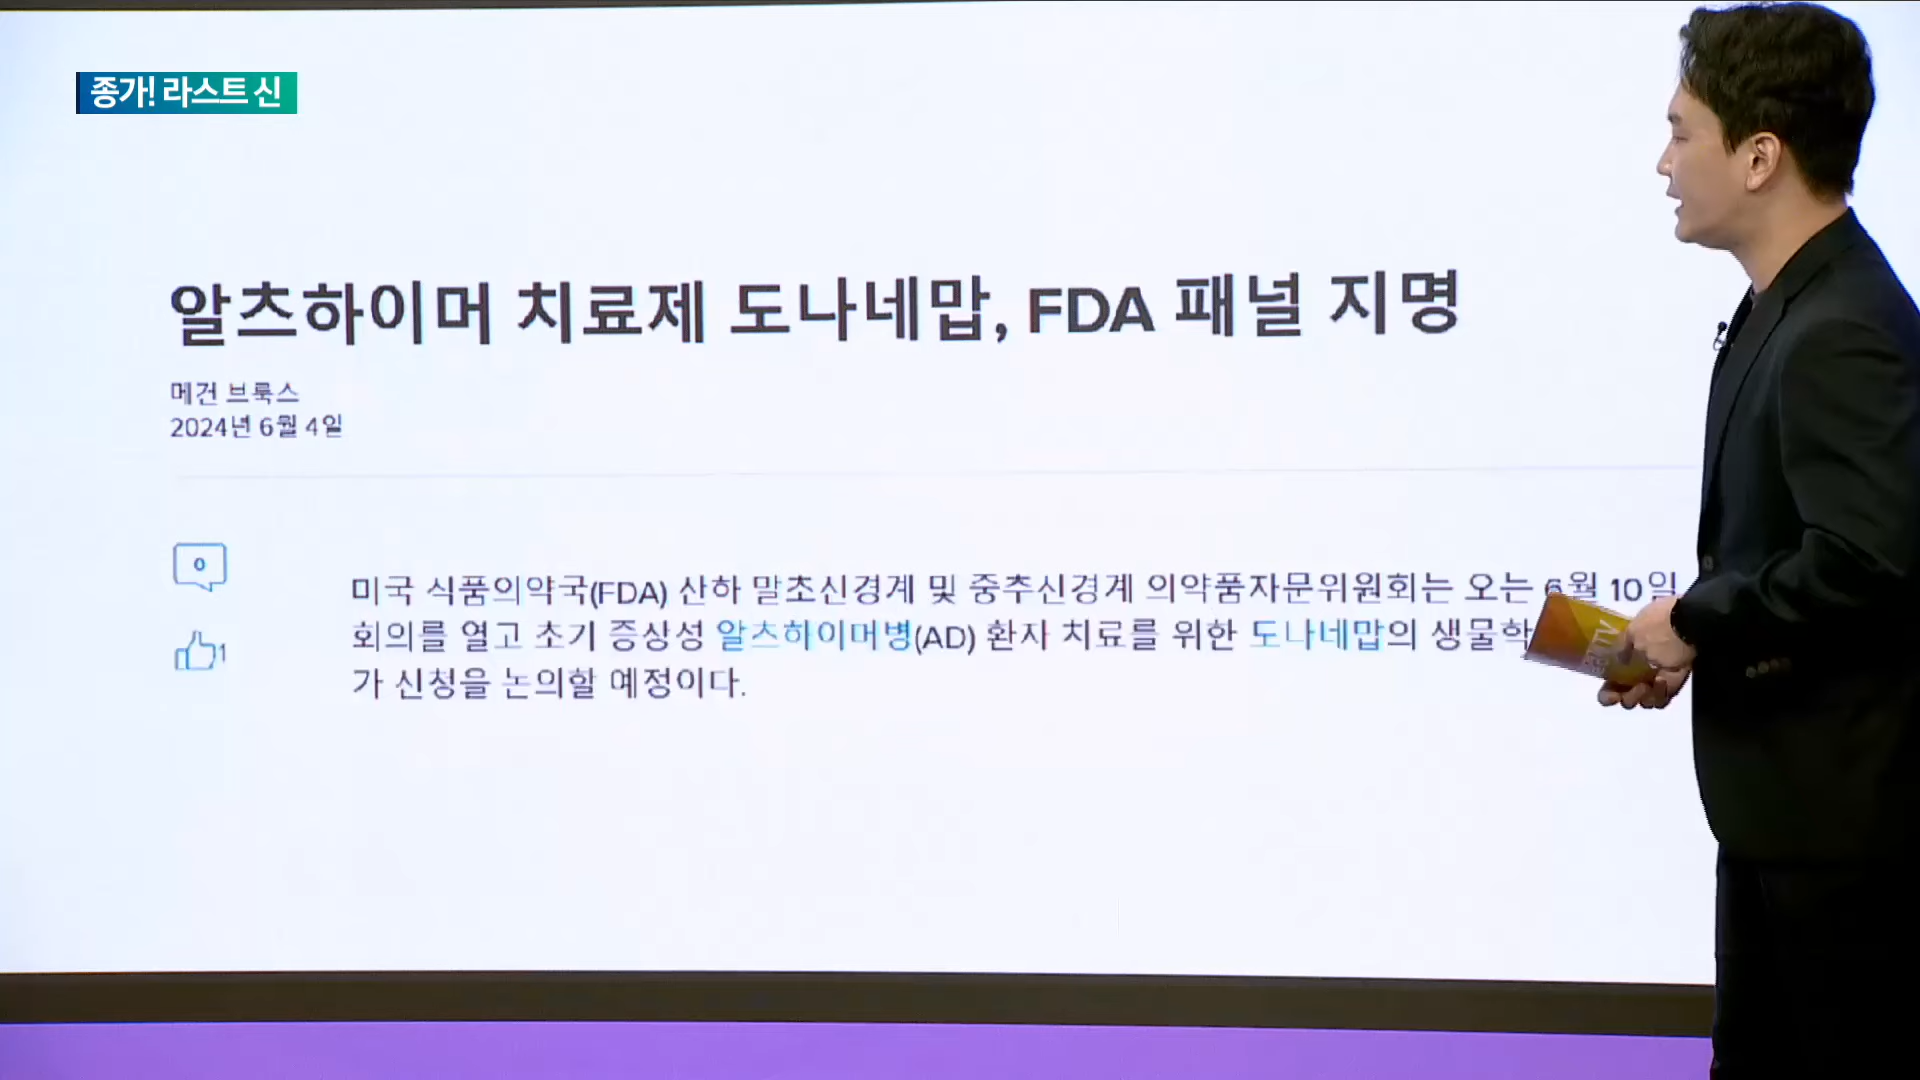 종가! 라스트 신
알츠하이머 치료제 도나네맙, FDA 패널 지명
메건 브룩스
2024년 6월 4일
0
미국 식품의약국(FDA) 산하 말초신경계 및 중추신경계 의약품자문위원회는 오는 6월 10일
1
회의를 열고 초기 증상성 알츠하이머병(AD) 환자 치료를 위한 도나네맙의 생물학
가 신청을 논의할 예정이다.
TV